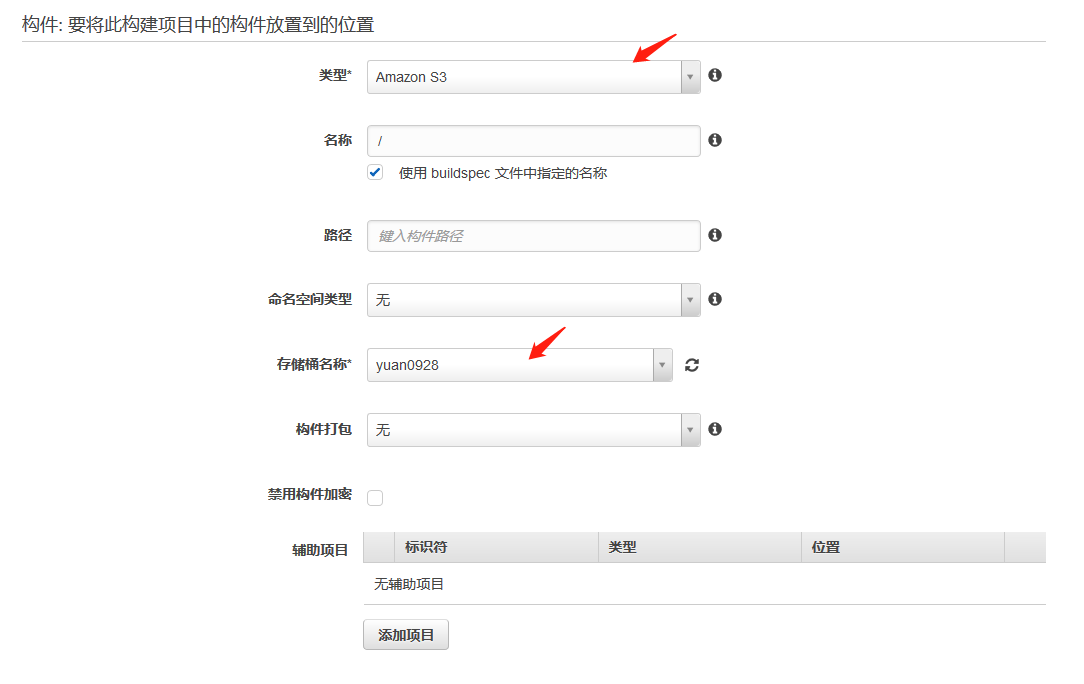 构件: 要将此构建项目中的构件放置到的位置
类型* Amazon S3
名称 /
使用 buildspec 文件中指定的名称
路径 键入构件路径
命名空间类型 无
存储桶名称* yuan0928
构件打包 无
禁用构件加密
辅助项目 标识符 类型 位置
无辅助项目
添加项目